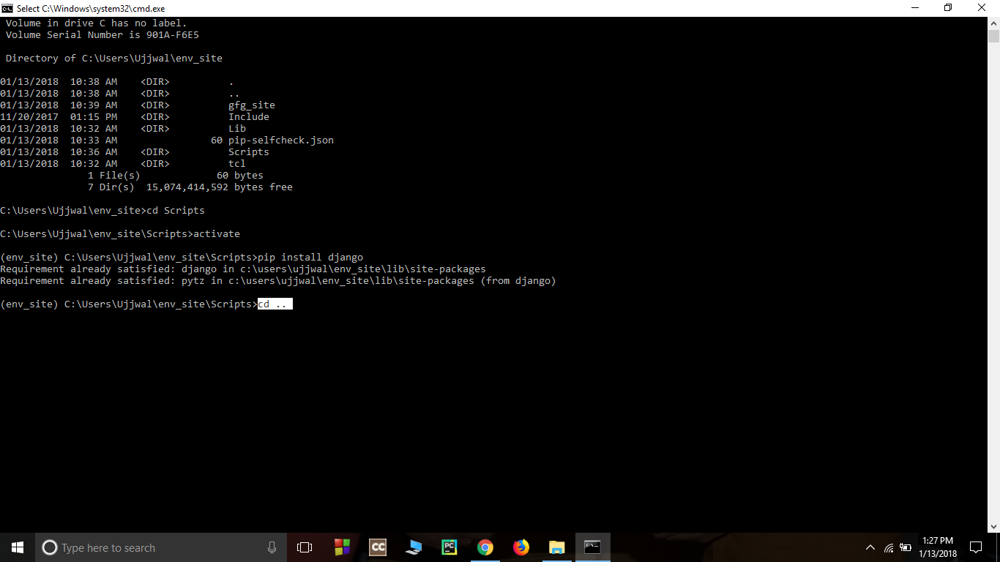 Select C:\Windows\system32\cmd.exe
Volume in drive C has no label.
Volume Serial Number is 901A-F6E5
Directory of C:\Users\Ujjwal\env_site
01/13/2018  10:38 AM    <DIR>          .
01/13/2018  10:38 AM    <DIR>          ..
01/13/2018  10:39 AM    <DIR>          gfg_site
11/20/2017  01:15 PM    <DIR>          Include
01/13/2018  10:32 AM    <DIR>          Lib
01/13/2018  10:33 AM                60 pip-selfcheck.json
01/13/2018  10:36 AM    <DIR>          Scripts
01/13/2018  10:32 AM    <DIR>          tcl
1 File(s)             60 bytes
7 Dir(s)  15,074,414,592 bytes free
C:\Users\Ujjwal\env_site>cd Scripts
C:\Users\Ujjwal\env_site\Scripts>activate
(env_site) C:\Users\Ujjwal\env_site\Scripts>pip install django
Requirement already satisfied: django in c:\users\ujjwal\env_site\lib\site-packages
Requirement already satisfied: pytz in c:\users\ujjwal\env_site\lib\site-packages (from django)
(env_site) C:\Users\Ujjwal\env_site\Scripts>cd ..
Type here to search
CC
PC
1:27 PM
1/13/2018